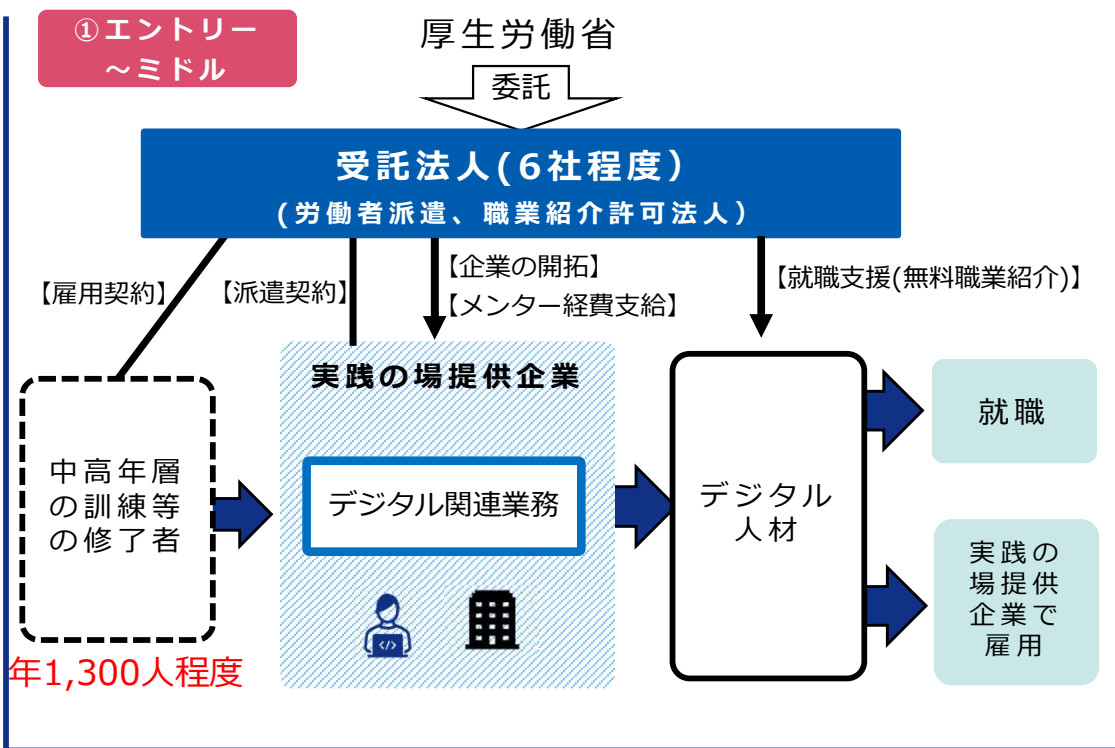 ①エントリー
～ミドル
厚生労働省
委託
受託法人(6社程度）
(労働者派遣、職業紹介許可法人）
【雇用契約】
【派遣契約】
【企業の開拓】
【メンター経費支給】
【就職支援(無料職業紹介)】
中高年層
の訓練等
の修了者
年1,300人程度
実践の場提供企業
デジタル関連業務
</>
デジタル
人材
就職
実践の
場提供
企業で
雇用